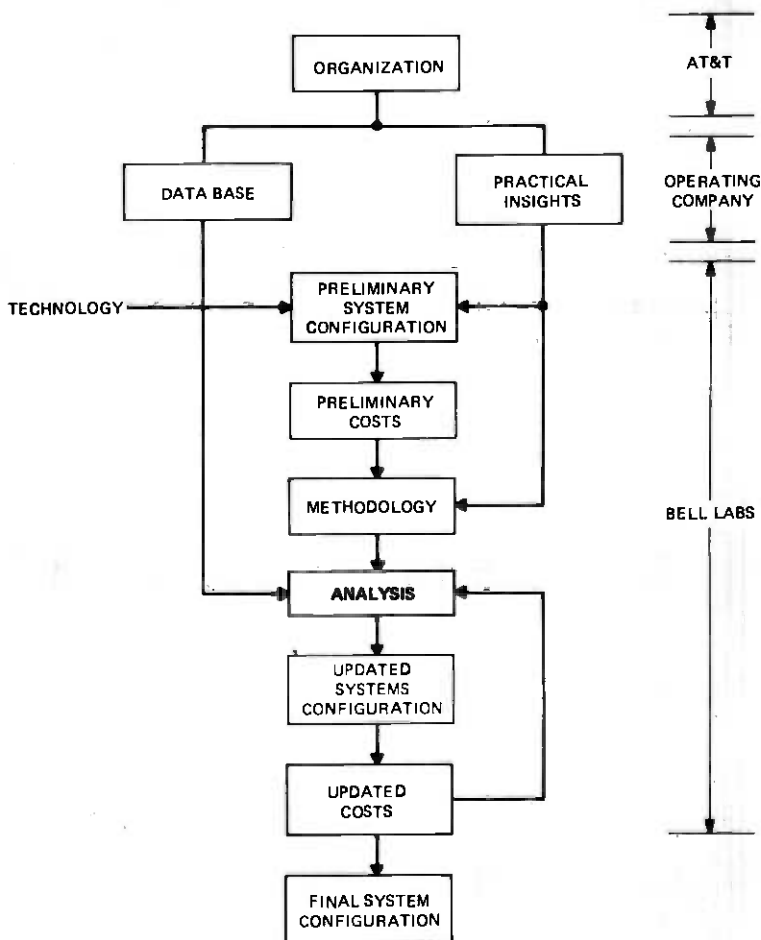 ORGANIZATION
AT&T
DATA BASE
PRACTICAL
INSIGHTS
OPERATING
COMPANY
TECHNOLOGY
PRELIMINARY
SYSTEM
CONFIGURATION
PRELIMINARY
COSTS
METHODOLOGY
BELL LABS
ANALYSIS
UPDATED
SYSTEMS
CONFIGURATION
UPDATED
COSTS
FINAL SYSTEM
CONFIGURATION